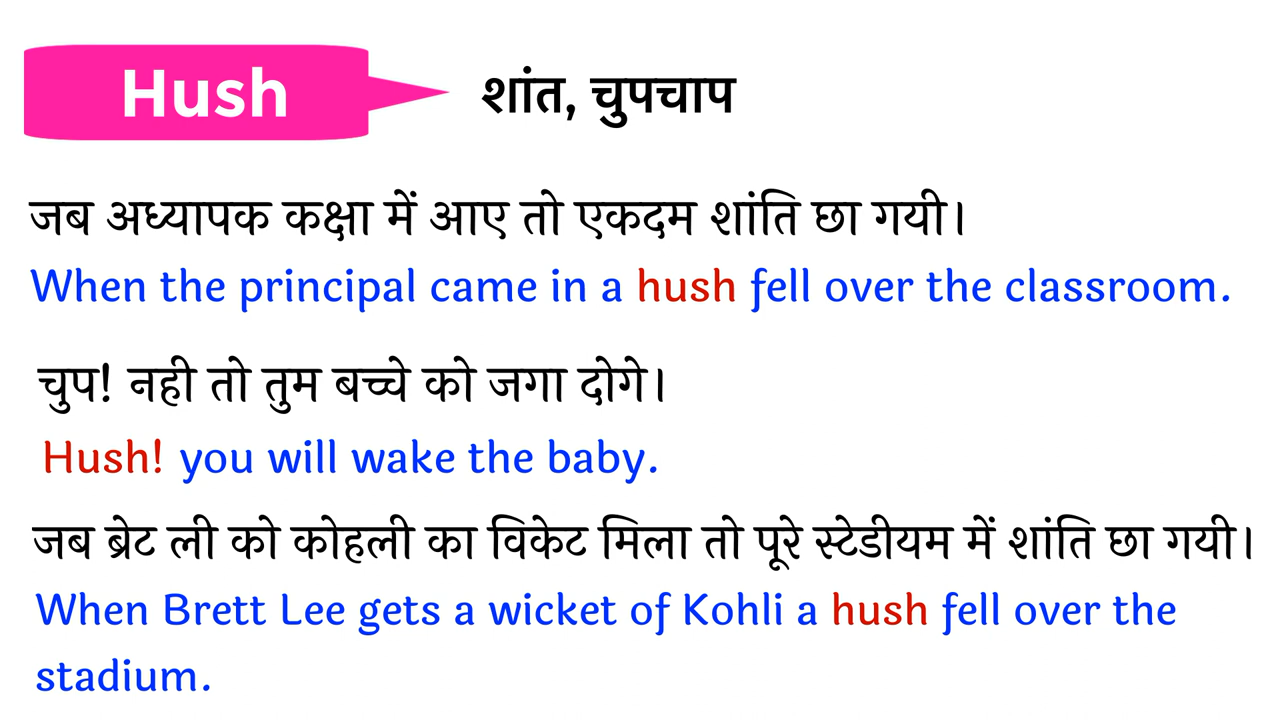 Hush
शांत, चुपचाप
जब अध्यापक कक्षा में आए तो एकदम शांति छा गयी।
When the principal came in a hush fell over the classroom.
चुप! नही तो तुम बच्चे को जगा दोगे।
Hush! you will wake the baby.
जब ब्रेट ली को कोहली का विकेट मिला तो पूरे स्टेडीयम में शांति छा गयी।
When Brett Lee gets a wicket of Kohli a hush fell over the
stadium.